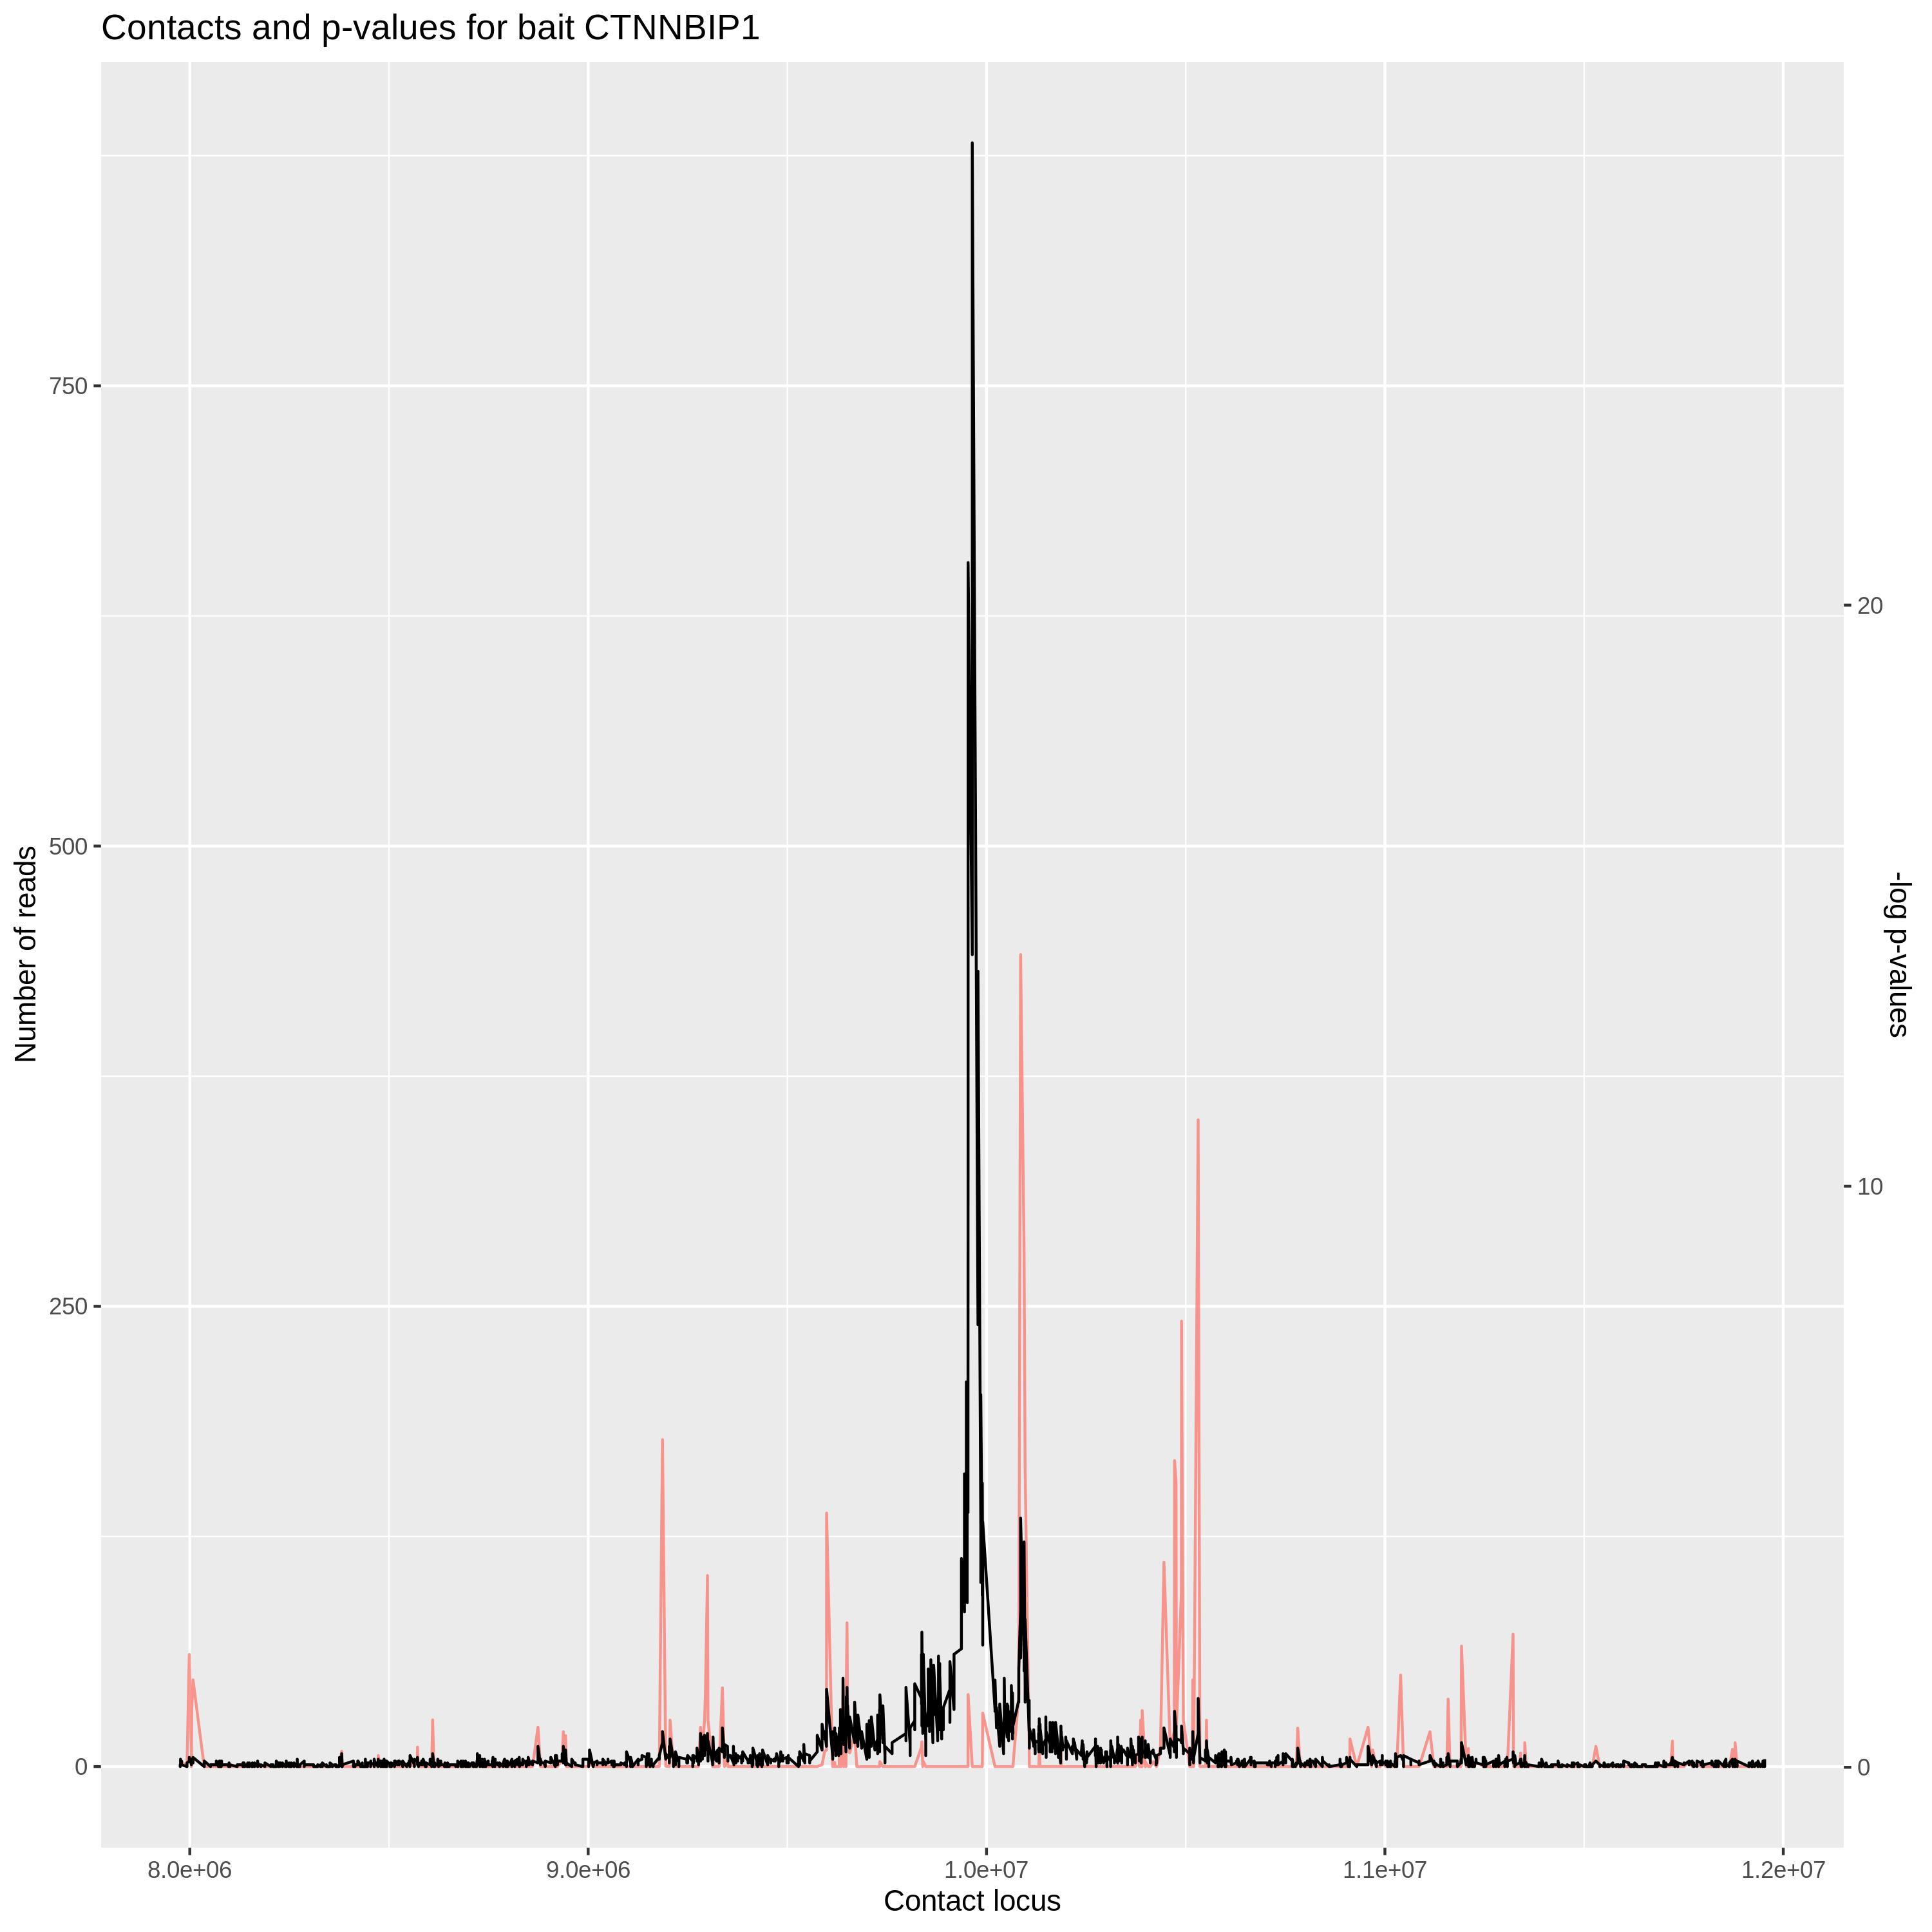 Contacts and p-values for bait CTNNBIP1
Number of reads
750
500
250
0
20
10
0
-log p-values
8.0e+06
9.0e+06
1.0e+07
1.1e+07
1.2e+07
Contact locus